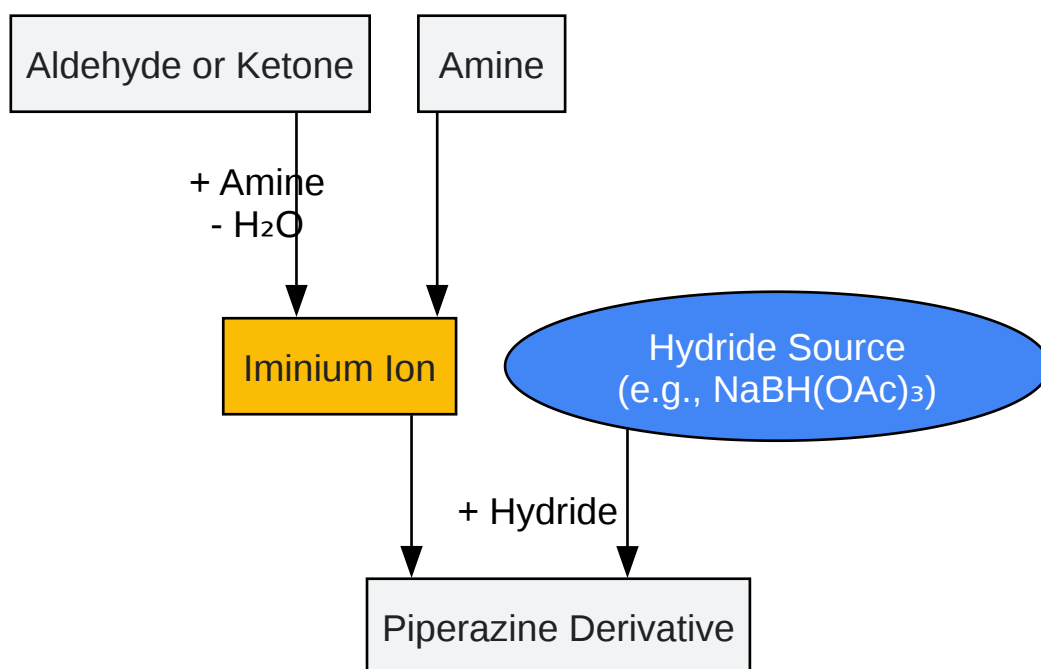 Aldehyde or Ketone
Amine
+ Amine
- H₂O
Iminium Ion
Hydride Source
(e.g., NaBH(OAc)₃)
+ Hydride
Piperazine Derivative